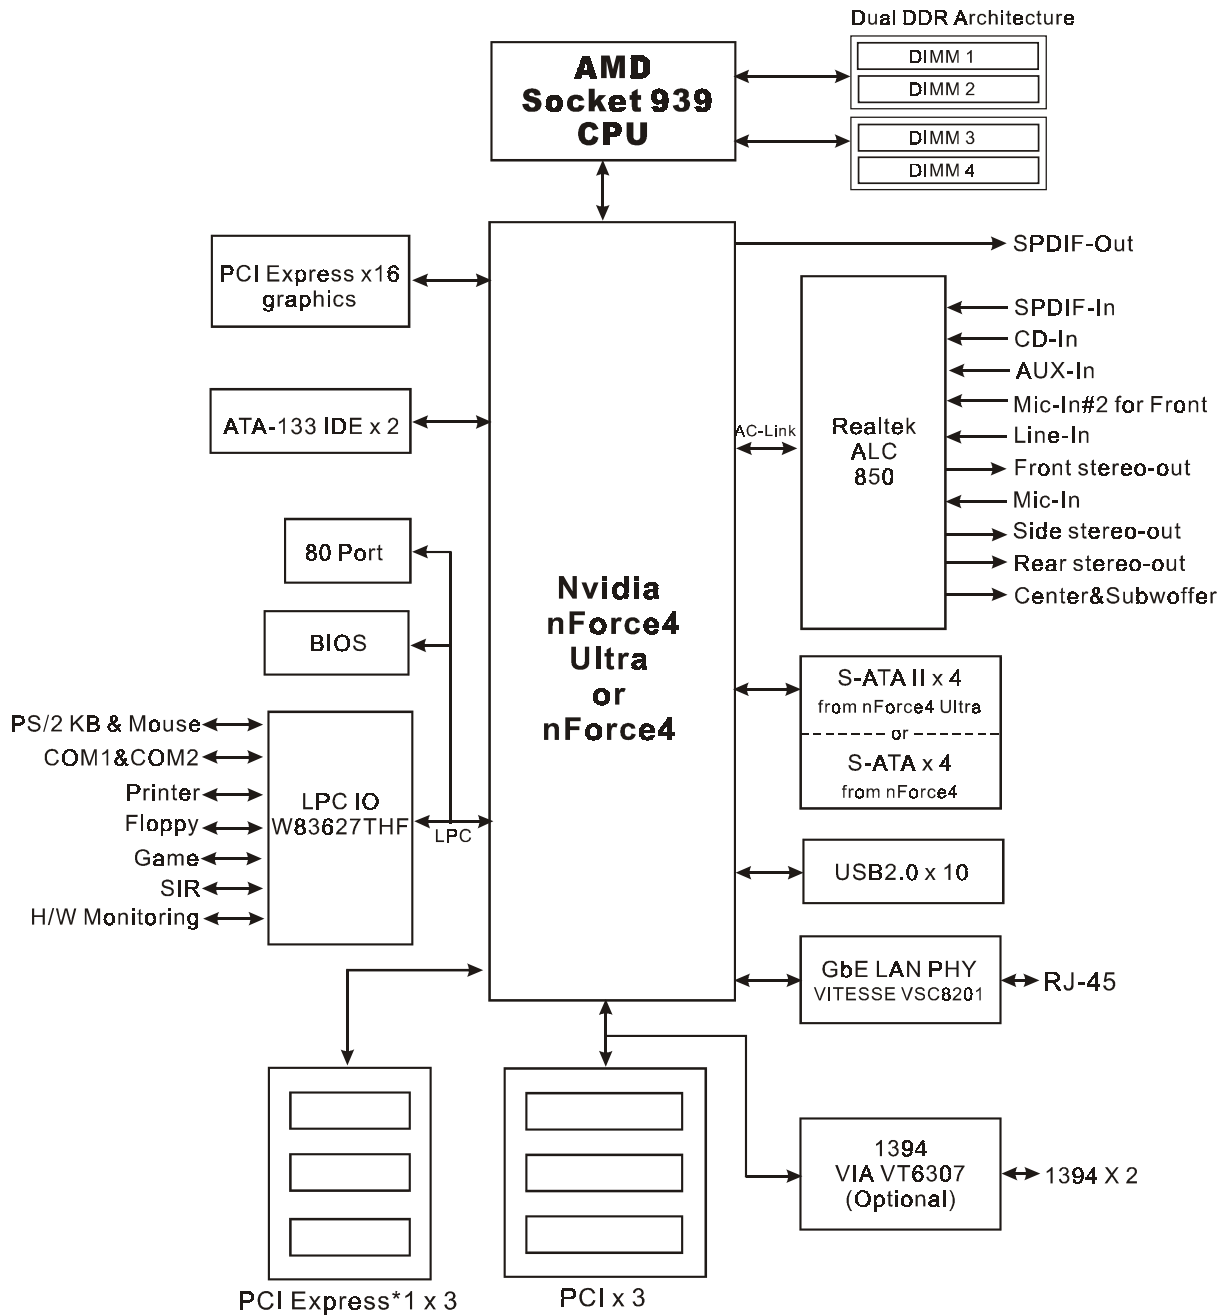 Dual DDR Architecture
AMD
Socket 939
CPU
DIMM 1
DIMM 2
DIMM 3
DIMM 4
PCI Express x16
graphics
ATA-133 IDE x 2
80 Port
BIOS
PS/2 KB & Mouse
COM1&COM2
Printer
Floppy
Game
SIR
H/W Monitoring
LPC IO
W83627THF
LPC
Nvidia
nForce4
Ultra
or
nForce4
SPDIF-Out
AC-Link
Realtek
ALC
850
SPDIF-In
CD-In
AUX-In
Mic-In#2 for Front
Line-In
Front stereo-out
Mic-In
Side stereo-out
Rear stereo-out
Center&Subwoffer
S-ATA II x 4
from nForce4 Ultra
or
S-ATA x 4
from nForce4
USB2.0 x 10
GbE LAN PHY
VITESSE VSC8201
RJ-45
1394
VIA VT6307
(Optional)
1394 X 2
PCI Express*1 x 3
PCI x 3